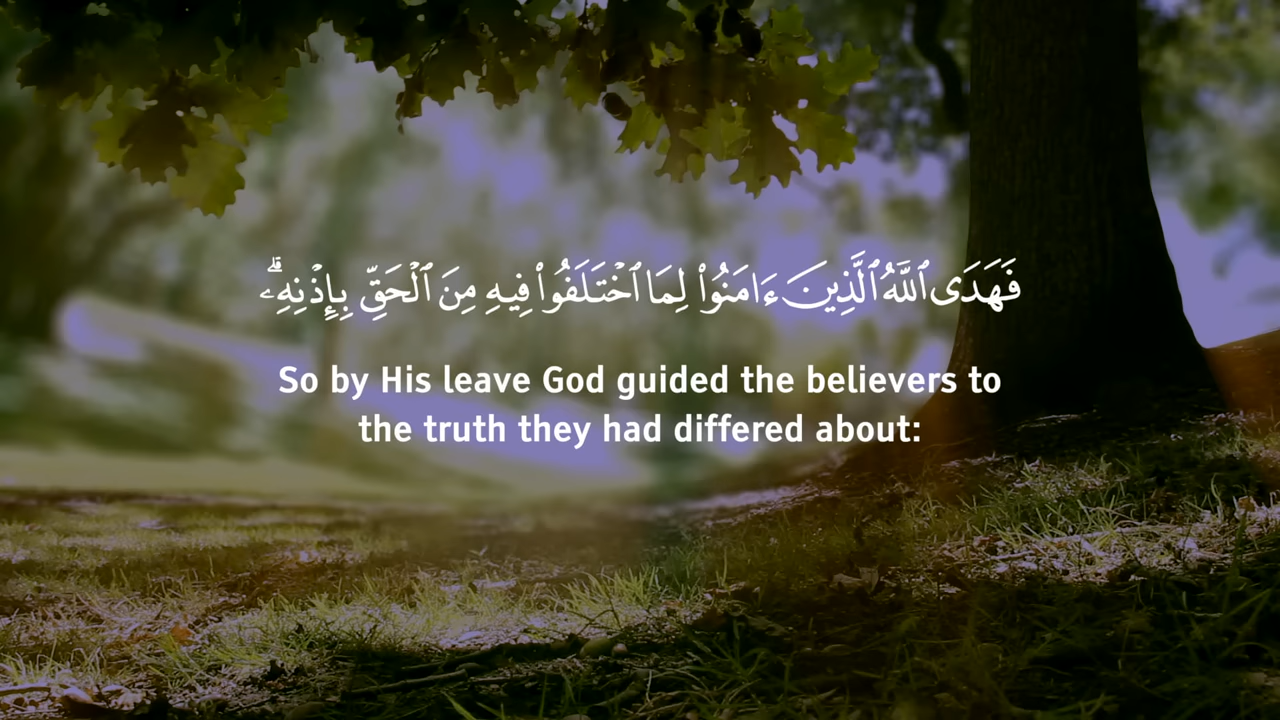 فَهَدَى ٱللَّهُ ٱلَّذِينَ ءَامَنُوا۟ لِمَا ٱخْتَلَفُوا۟ فِيهِ مِنَ ٱلْحَقِّ بِإِذْنِهِۦ ۗ
So by His leave God guided the believers to
the truth they had differed about: